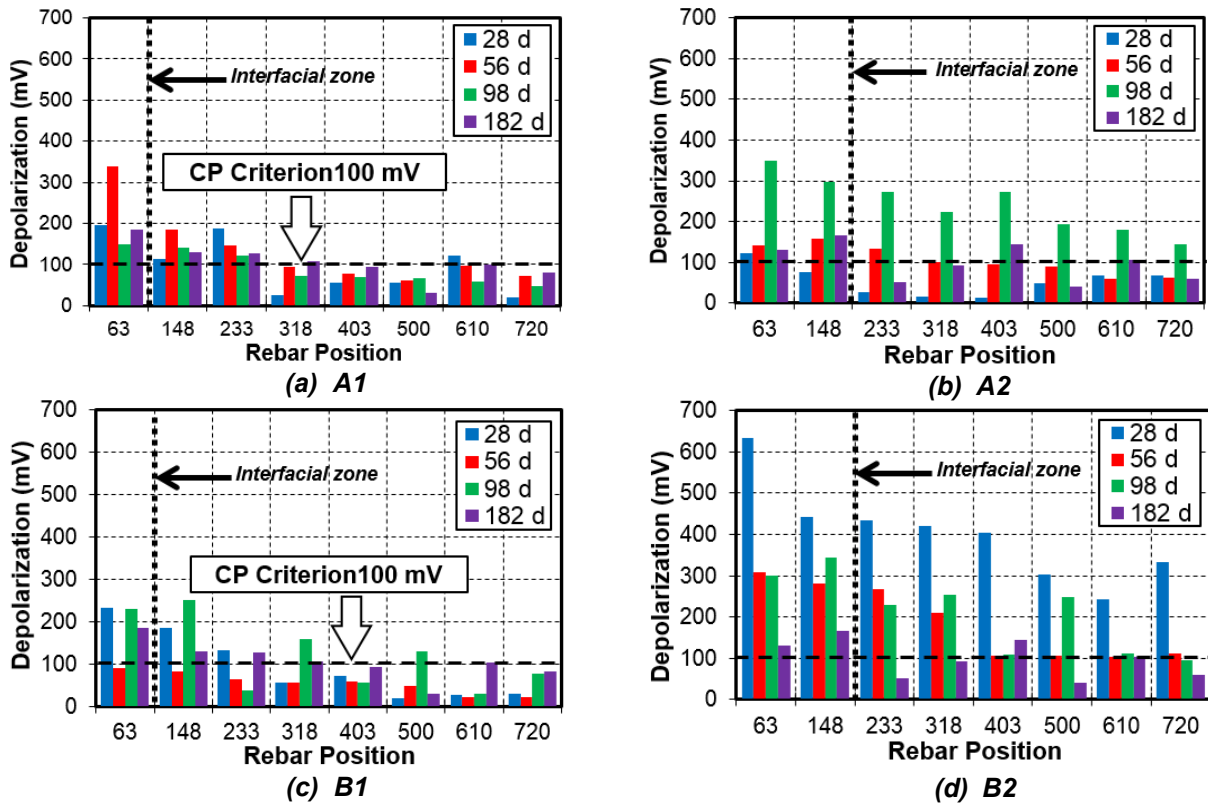 700
600
500
400
300
200
100
0
Depolarization (mV)
Interfacial zone
28 d
56 d
98 d
182 d
CP Criterion100 mV
63 148 233 318 403 500 610 720
Rebar Position
(a) A1
700
600
500
400
300
200
100
0
Depolarization (mV)
Interfacial zone
28 d
56 d
98 d
182 d
63 148 233 318 403 500 610 720
Rebar Position
(b) A2
700
600
500
400
300
200
100
0
Depolarization (mV)
Interfacial zone
28 d
56 d
98 d
182 d
CP Criterion100 mV
63 148 233 318 403 500 610 720
Rebar Position
(c) B1
700
600
500
400
300
200
100
0
Depolarization (mV)
Interfacial zone
28 d
56 d
98 d
182 d
63 148 233 318 403 500 610 720
Rebar Position
(d) B2